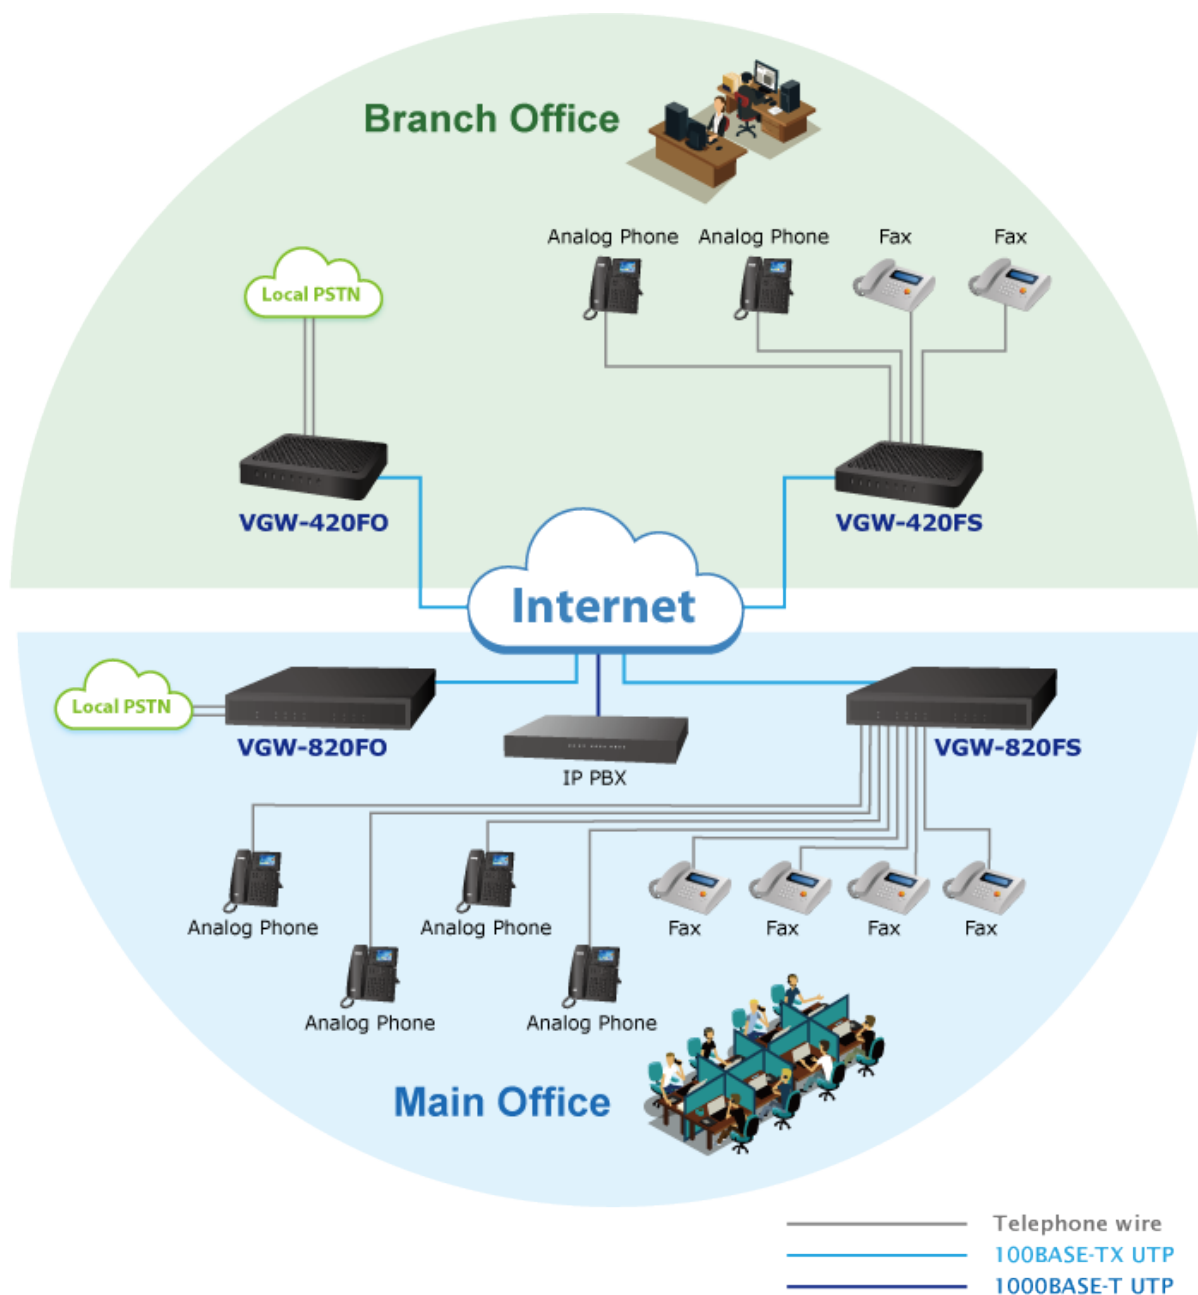 Branch Office
Analog Phone
Analog Phone
Fax
Fax
Local PSTN
VGW-420FO
VGW-420FS
Internet
Local PSTN
VGW-820FO
VGW-820FS
IP PBX
Analog Phone
Analog Phone
Fax
Fax
Fax
Fax
Analog Phone
Analog Phone
Main Office
Telephone wire
100BASE-TX UTP
1000BASE-T UTP